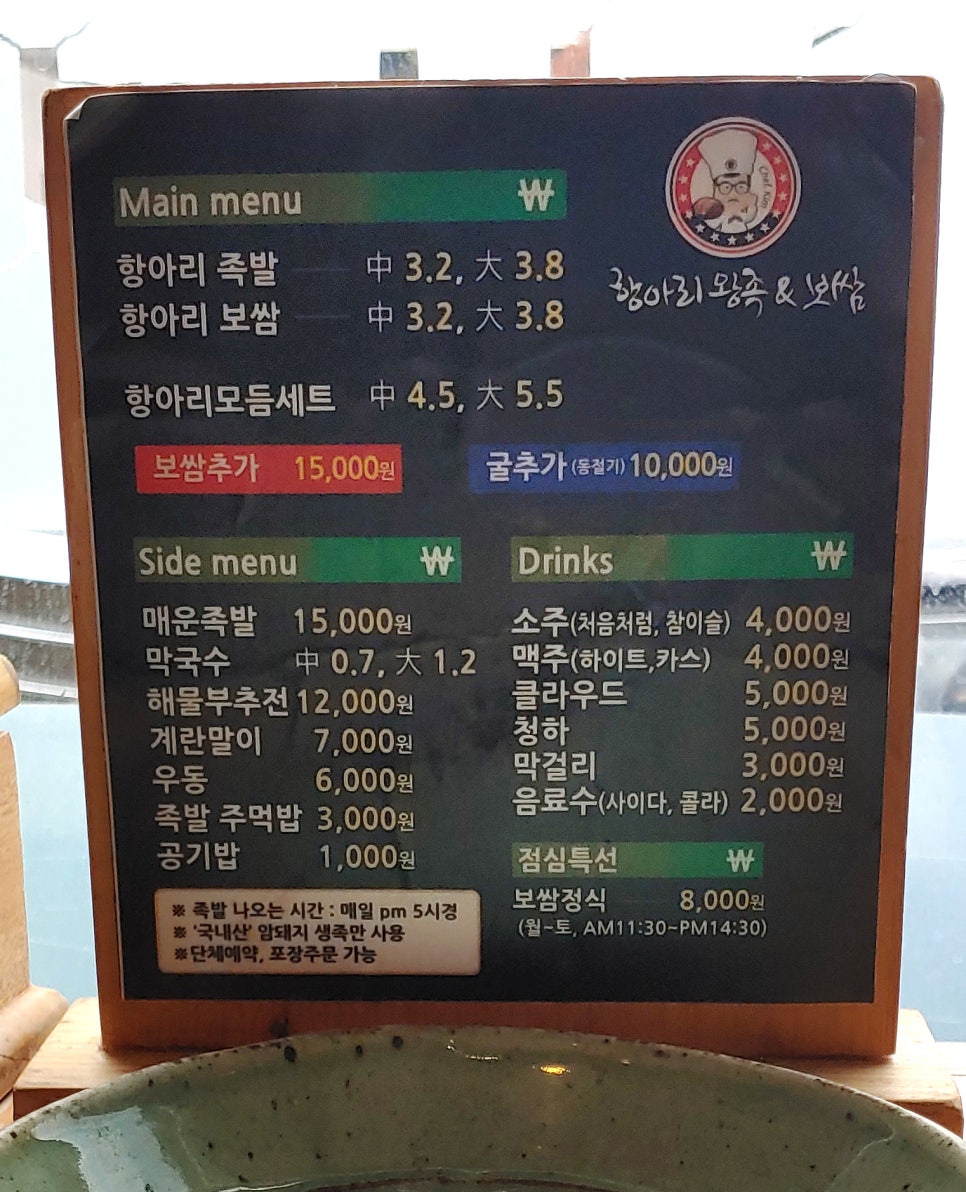 Main menu ₩
항아리 족발 中 3.2, 大 3.8
항아리 보쌈 中 3.2, 大 3.8
항아리모듬세트 中 4.5, 大 5.5
Chef. Kim
항아리 왕족 & 보쌈
보쌈추가 15,000원
굴추가 (동절기) 10,000원
Side menu ₩
매운족발 15,000원
막국수 中 0.7, 大 1.2
해물부추전 12,000원
계란말이 7,000원
우동 6,000원
족발 주먹밥 3,000원
공기밥 1,000원
※ 족발 나오는 시간 : 매일 pm 5시경
※ '국내산' 암돼지 생족만 사용
※단체예약, 포장주문 가능
Drinks ₩
소주(처음처럼, 참이슬) 4,000원
맥주(하이트,카스) 4,000원
클라우드 5,000원
청하 5,000원
막걸리 3,000원
음료수(사이다, 콜라) 2,000원
점심특선 ₩
보쌈정식 8,000원
(월~토, AM11:30~PM14:30)